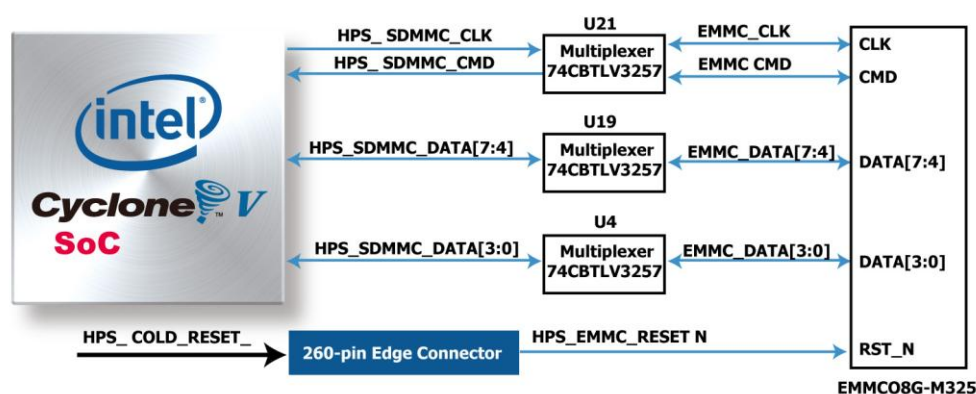 U21
HPS_ SDMMC_CLK
Multiplexer
74CBTLV3257
EMMC_CLK
CLK
HPS_ SDMMC_CMD
EMMC CMD
CMD
intel®
Cyclone™ V
SoC
U19
HPS_SDMMC_DATA[7:4]
Multiplexer
74CBTLV3257
EMMC_DATA[7:4]
DATA[7:4]
U4
HPS_SDMMC_DATA[3:0]
Multiplexer
74CBTLV3257
EMMC_DATA[3:0]
DATA[3:0]
HPS_ COLD_RESET_
260-pin Edge Connector
HPS_EMMC_RESET N
RST_N
EMMCO8G-M325